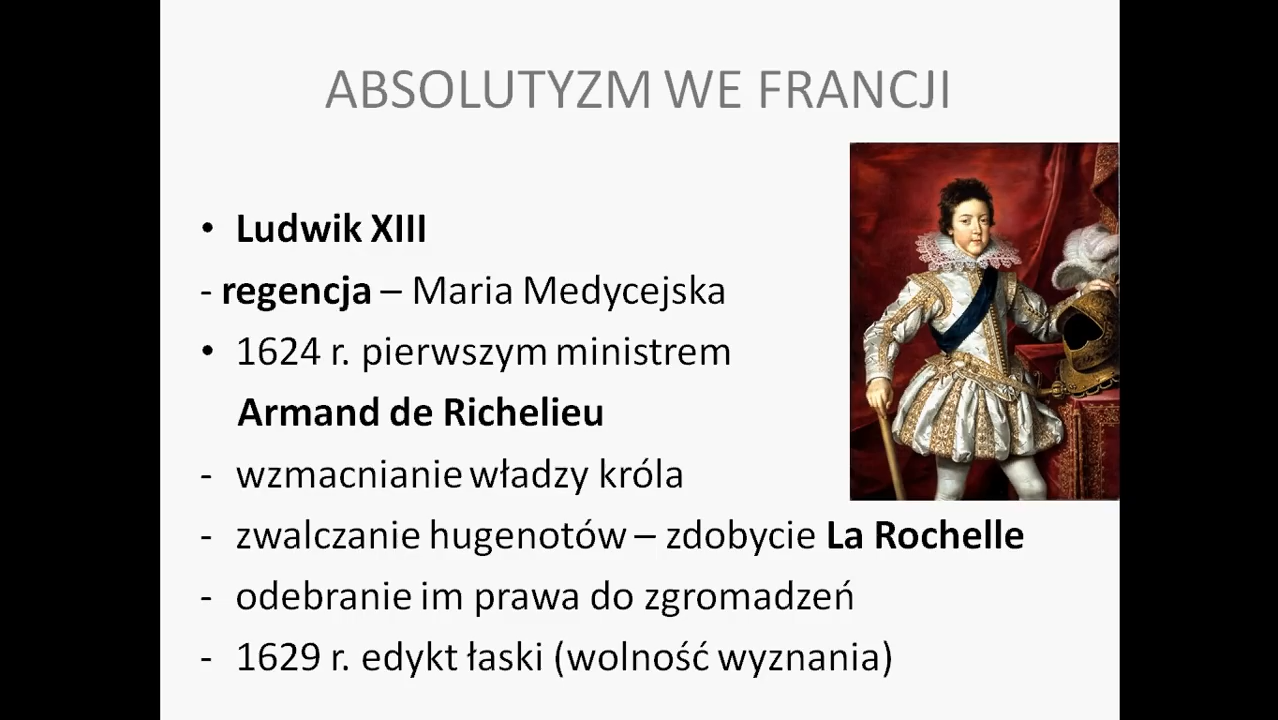 ABSOLUTYZM WE FRANCJI
• Ludwik XIII
- regencja – Maria Medycejska
• 1624 r. pierwszym ministrem
Armand de Richelieu
- wzmacnianie władzy króla
- zwalczanie hugenotów – zdobycie La Rochelle
- odebranie im prawa do zgromadzeń
- 1629 r. edykt łaski (wolność wyznania)